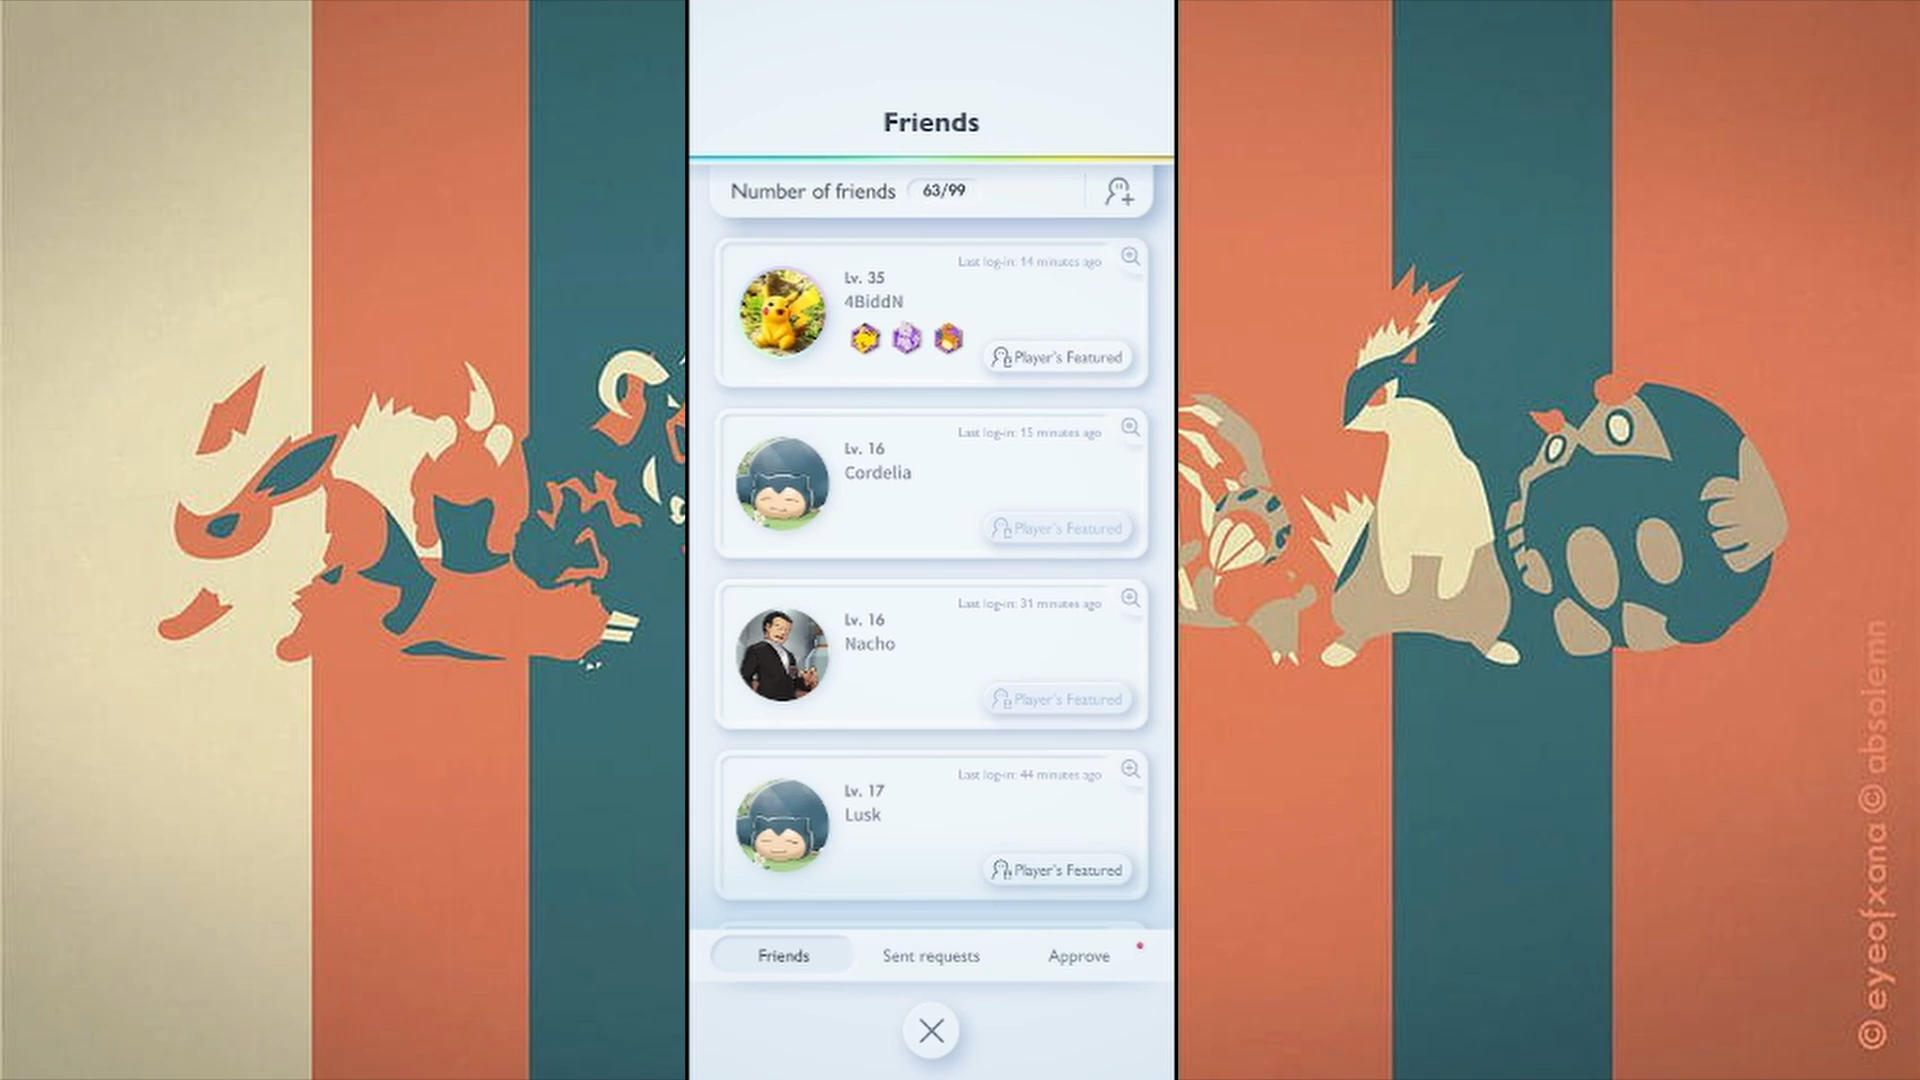 Friends
Number of friends 63/99
Last log-in: 14 minutes ago
Lv. 35
4BiddN
Player's Featured
Last log-in: 15 minutes ago
Lv. 16
Cordelia
Player's Featured
Last log-in: 31 minutes ago
Lv. 16
Nacho
Player's Featured
Last log-in: 44 minutes ago
Lv. 17
Lusk
Player's Featured
Friends Sent requests Approve
© eyeofxana © absolemn